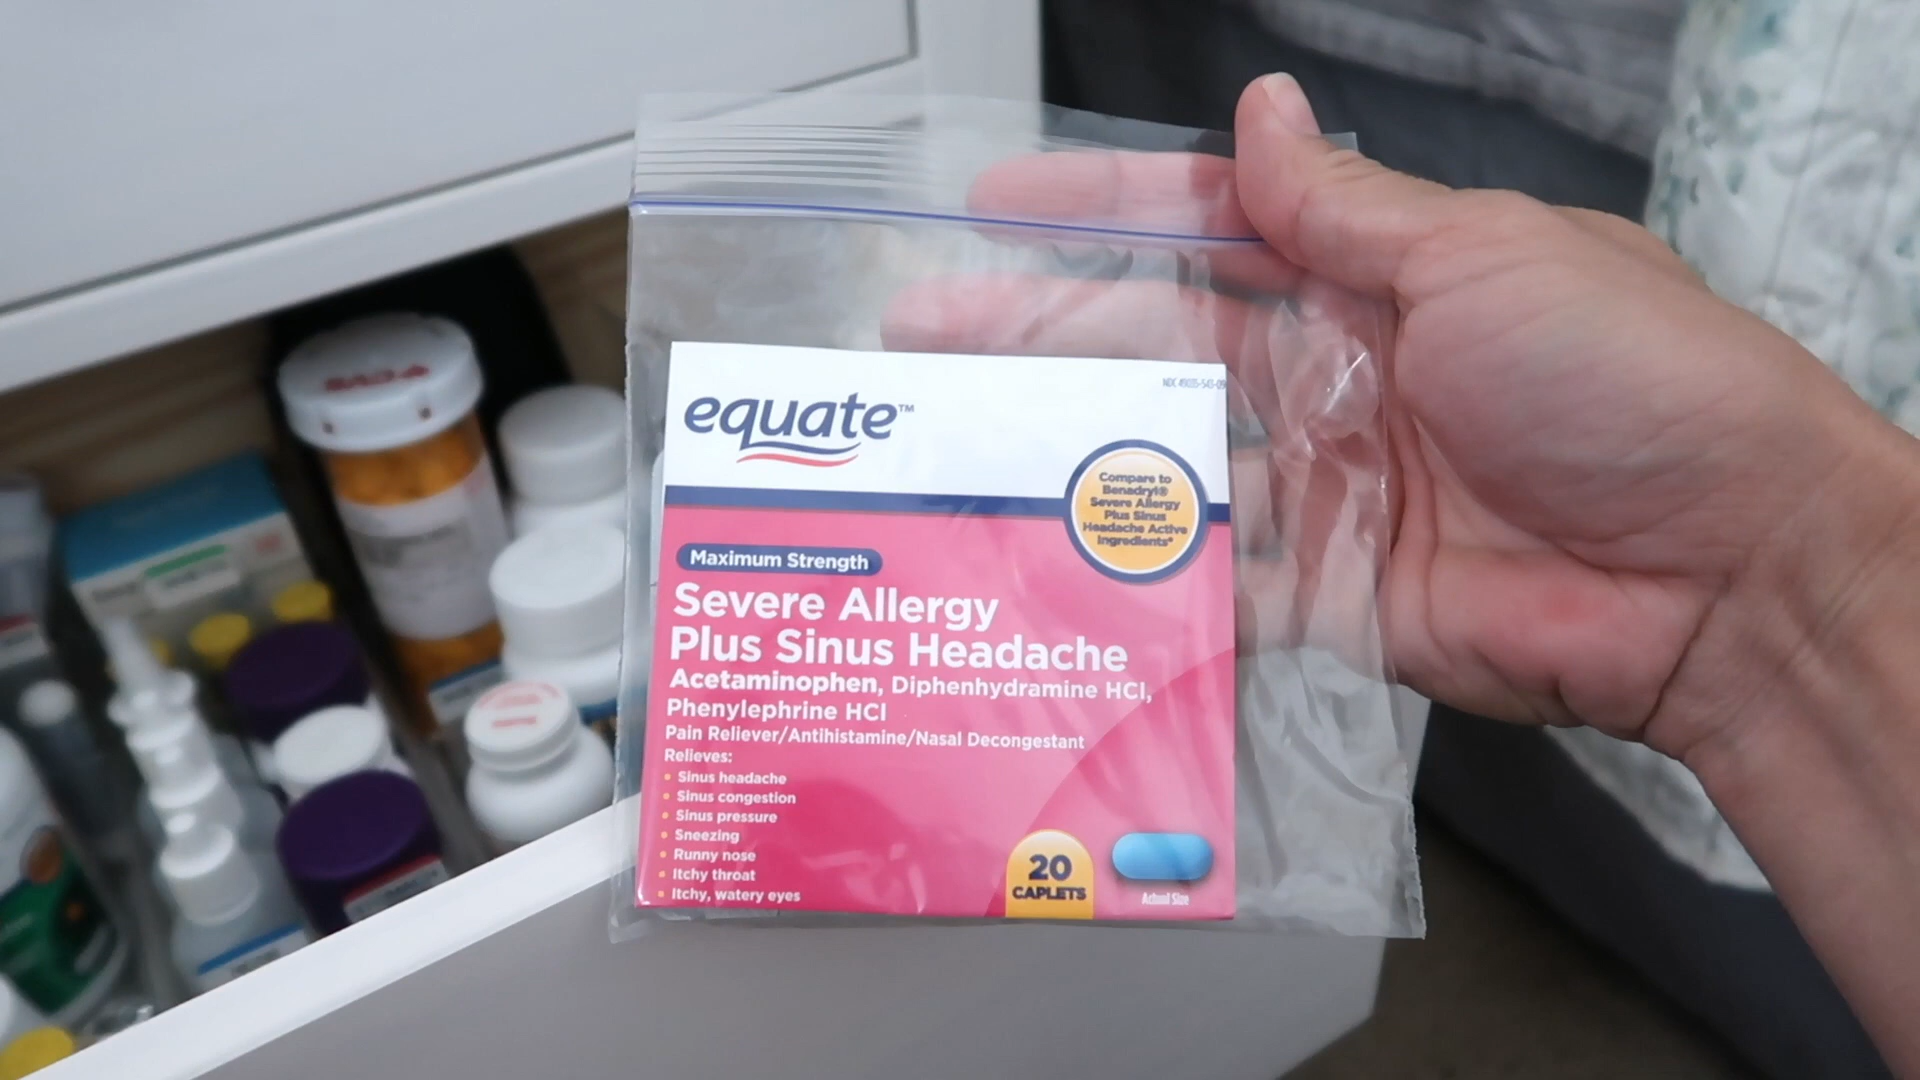 equate™
Compare to
Benadryl®
Severe Allergy
Plus Sinus
Headache Active
Ingredients*
Maximum Strength
Severe Allergy
Plus Sinus Headache
Acetaminophen, Diphenhydramine HCl,
Phenylephrine HCl
Pain Reliever/Antihistamine/Nasal Decongestant
Relieves:
• Sinus headache
• Sinus congestion
• Sinus pressure
• Sneezing
• Runny nose
• Itchy throat
• Itchy, watery eyes
20
CAPLETS
Actual Size